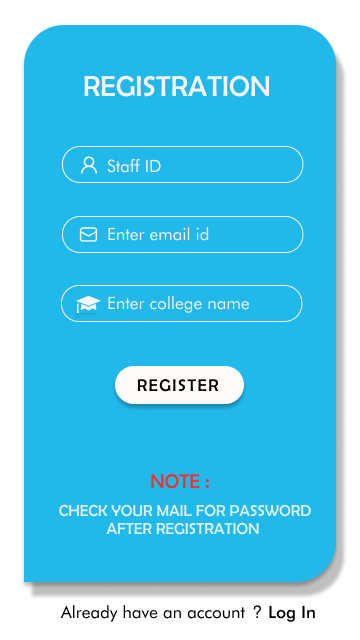 REGISTRATION
Staff ID
Enter email id
Enter college name
REGISTER
NOTE :
CHECK YOUR MAIL FOR PASSWORD
AFTER REGISTRATION
Already have an account ? Log In